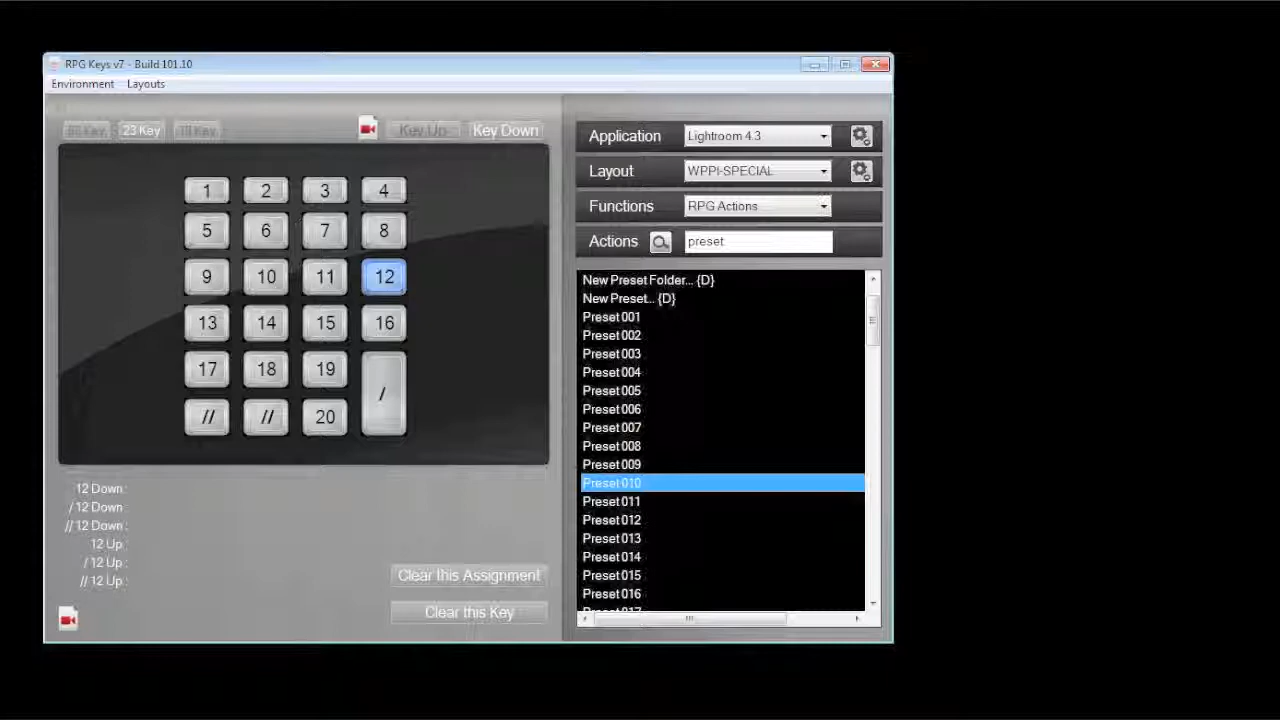 RPG Keys v7 - Build 101.10
Environment Layouts
88 Key 23 Key Key Up Key Down
1 2 3 4
5 6 7 8
9 10 11 12
13 14 15 16
17 18 19 /
// // 20
12 Down :
/ 12 Down :
// 12 Down :
12 Up :
/ 12 Up :
// 12 Up :
Clear this Assignment
Clear this Key
Application Lightroom 4.3
Layout WPPI-SPECIAL
Functions RPG Actions
Actions preset
New Preset Folder... {D}
New Preset... {D}
Preset 001
Preset 002
Preset 003
Preset 004
Preset 005
Preset 006
Preset 007
Preset 008
Preset 009
Preset 010
Preset 011
Preset 012
Preset 013
Preset 014
Preset 015
Preset 016
Preset 017